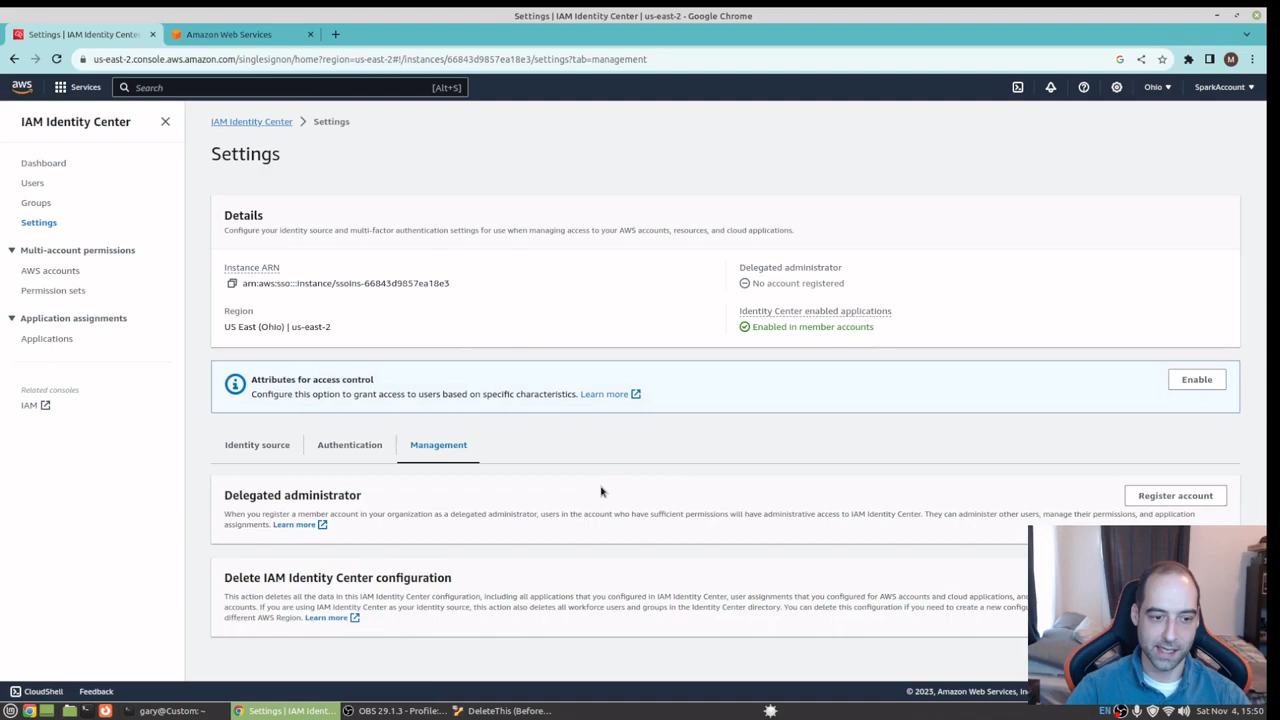 Settings | IAM Identity Center | us-east-2 - Google Chrome
Settings | IAM Identity Cente
Amazon Web Services
us-east-2.console.aws.amazon.com/singlesignon/home?region=us-east-2#!/instances/66843d9857ea18e3/settings?tab=management
G
M
aws
Services
Search
[Alt+S]
Ohio
SparkAccount
IAM Identity Center
Dashboard
Users
Groups
Settings
Multi-account permissions
AWS accounts
Permission sets
Application assignments
Applications
Related consoles
IAM
IAM Identity Center
Settings
Settings
Details
Configure your identity source and multi-factor authentication settings for use when managing access to your AWS accounts, resources, and cloud applications.
Instance ARN
arn:aws:sso:::instance/ssoins-66843d9857ea18e3
Delegated administrator
No account registered
Region
US East (Ohio) | us-east-2
Identity Center enabled applications
Enabled in member accounts
Attributes for access control
Configure this option to grant access to users based on specific characteristics. Learn more
Enable
Identity source
Authentication
Management
Delegated administrator
Register account
When you register a member account in your organization as a delegated administrator, users in the account who have sufficient permissions will have administrative access to IAM Identity Center. They can administer other users, manage their permissions, and application
assignments. Learn more
Delete IAM Identity Center configuration
This action deletes all the data in this IAM Identity Center configuration, including all applications that you configured in IAM Identity Center, user assignments that you configured for AWS accounts and cloud applications, and
accounts. If you are using IAM Identity Center as your identity source, this action also deletes all workforce users and groups in the Identity Center directory. You can delete this configuration if you need to create a new config
different AWS Region. Learn more
CloudShell
Feedback
© 2023, Amazon Web Services, In
gary@Custom: ~
Settings | IAM Ident...
OBS 29.1.3 - Profile:...
DeleteThis (Before...
EN
Sat Nov 4, 15:50